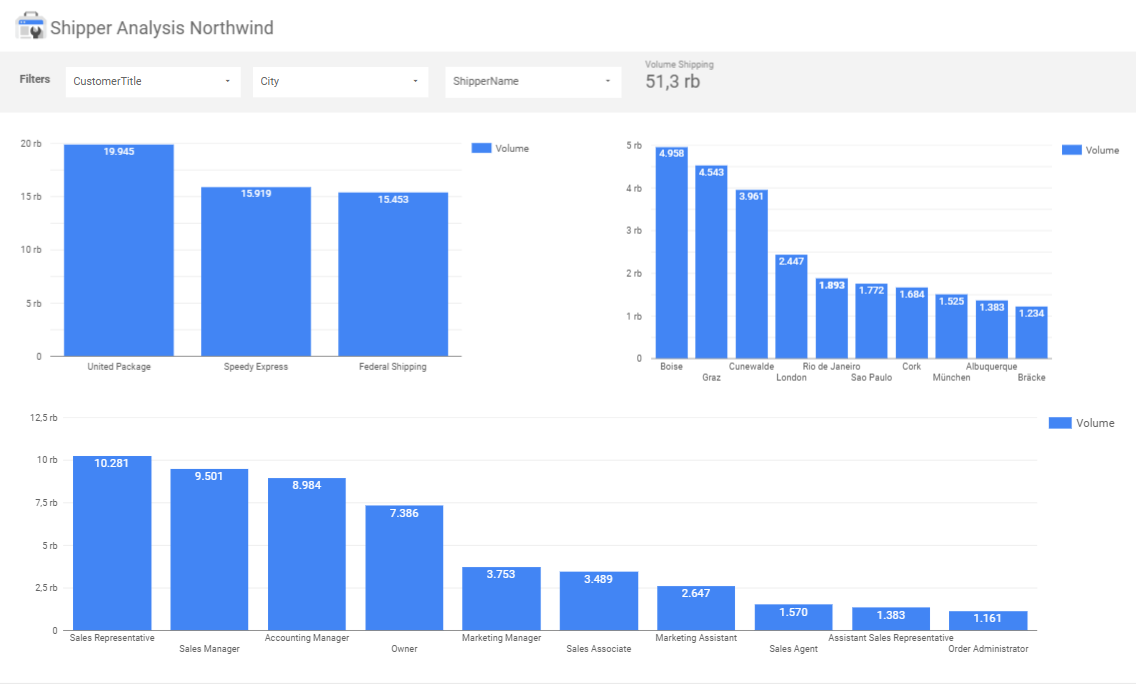 Shipper Analysis Northwind
Filters
CustomerTitle
City
ShipperName
Volume Shipping
51,3 rb
20 rb
15 rb
10 rb
5 rb
0
19.945
15.919
15.453
United Package
Speedy Express
Federal Shipping
Volume
5 rb
4 rb
3 rb
2 rb
1 rb
0
4.958
4.543
3.961
2.447
1.893
1.772
1.684
1.525
1.383
1.234
Boise
Graz
Cunewalde
London
Rio de Janeiro
Sao Paulo
Cork
München
Albuquerque
Bräcke
Volume
12,5 rb
10 rb
7,5 rb
5 rb
2,5 rb
0
10.281
9.501
8.984
7.386
3.753
3.489
2.647
1.570
1.383
1.161
Sales Representative
Sales Manager
Accounting Manager
Owner
Marketing Manager
Sales Associate
Marketing Assistant
Sales Agent
Assistant Sales Representative
Order Administrator
Volume